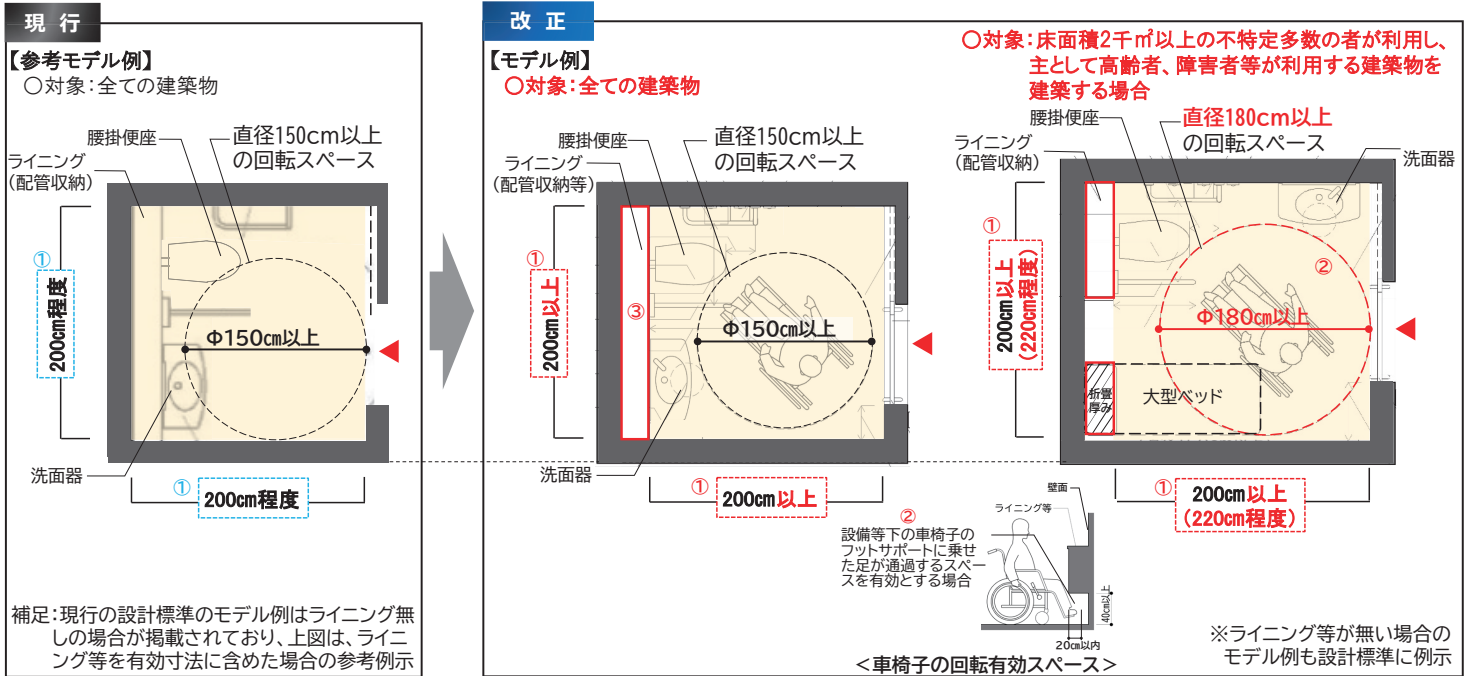 現 行
【参考モデル例】
○対象:全ての建築物
腰掛便座
直径150cm以上
の回転スペース
ライニング
(配管収納)
①
200cm程度
Φ150cm以上
洗面器
①
200cm程度
補足:現行の設計標準のモデル例はライニング無
しの場合が掲載されており、上図は、ライニ
ング等を有効寸法に含めた場合の参考例示
改 正
【モデル例】
○対象:全ての建築物
腰掛便座
直径150cm以上
の回転スペース
ライニング
(配管収納等)
①
200cm以上
③
Φ150cm以上
洗面器
①
200cm以上
○対象:床面積2千㎡以上の不特定多数の者が利用し、
主として高齢者、障害者等が利用する建築物を
建築する場合
腰掛便座
直径180cm以上
の回転スペース
ライニング
(配管収納)
洗面器
①
200cm以上
(220cm程度)
②
Φ180cm以上
折畳
厚み
大型ベッド
①
200cm以上
(220cm程度)
②
設備等下の車椅子の
フットサポートに乗せ
た足が通過するスペー
スを有効とする場合
壁面
ライニング等
40cm以上
20cm以内
<車椅子の回転有効スペース>
※ライニング等が無い場合の
モデル例も設計標準に例示